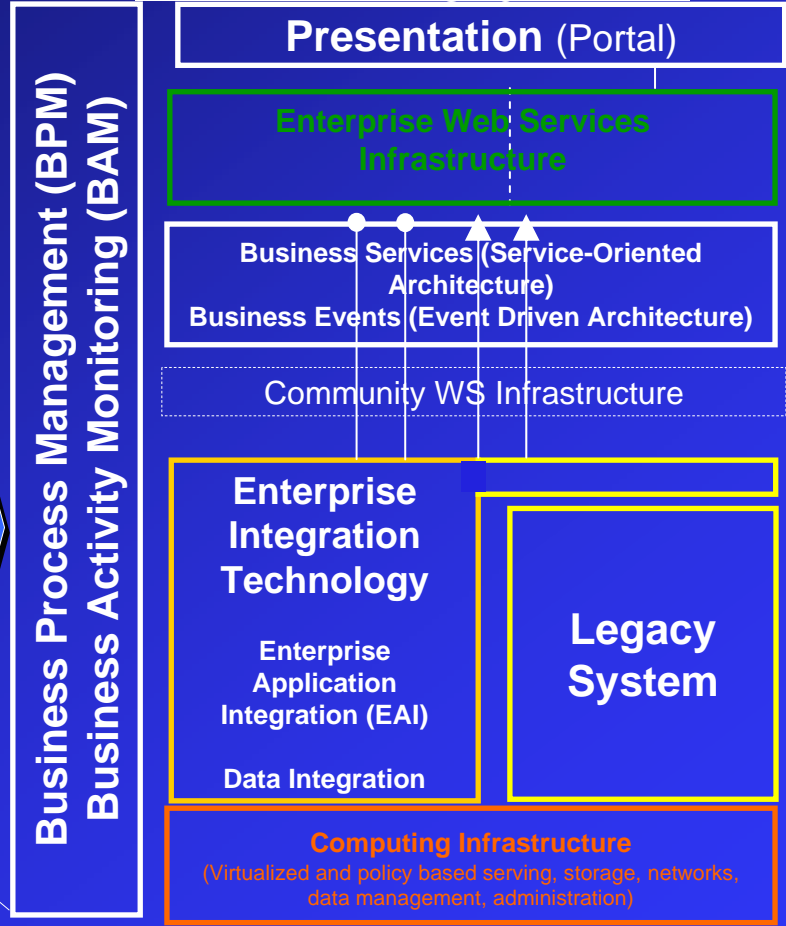 Business Process Management (BPM)
Business Activity Monitoring (BAM)
Presentation (Portal)
Enterprise Web Services
Infrastructure
Business Services (Service-Oriented
Architecture)
Business Events (Event Driven Architecture)
Community WS Infrastructure
Enterprise
Integration
Technology
Enterprise
Application
Integration (EAI)
Data Integration
Legacy
System
Computing Infrastructure
(Virtualized and policy based serving, storage, networks,
data management, administration)